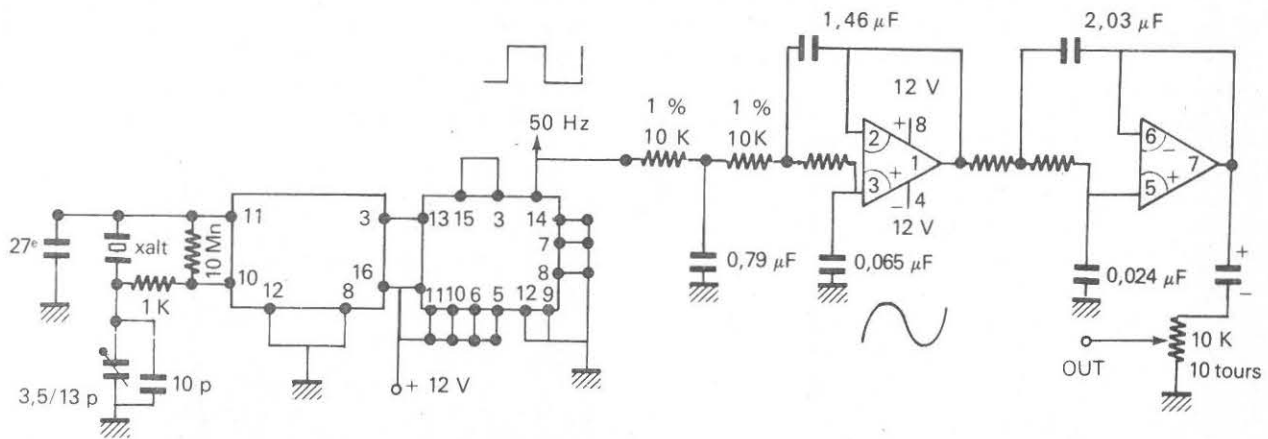 1,46 µF
2,03 µF
12 V
1 %
1 %
50 Hz
10 K
10K
+
8
2
1
3
+
4
−
12 V
6
−
7
5
+
15
3
14
7
8
11
3
13
10 Mn
27ᵉ
xalt
10
16
1 K
12
8
11
10
6
5
12
9
0,79 µF
0,065 µF
0,024 µF
+
−
10 K
OUT
10 tours
+ 12 V
10 p
3,5/13 p